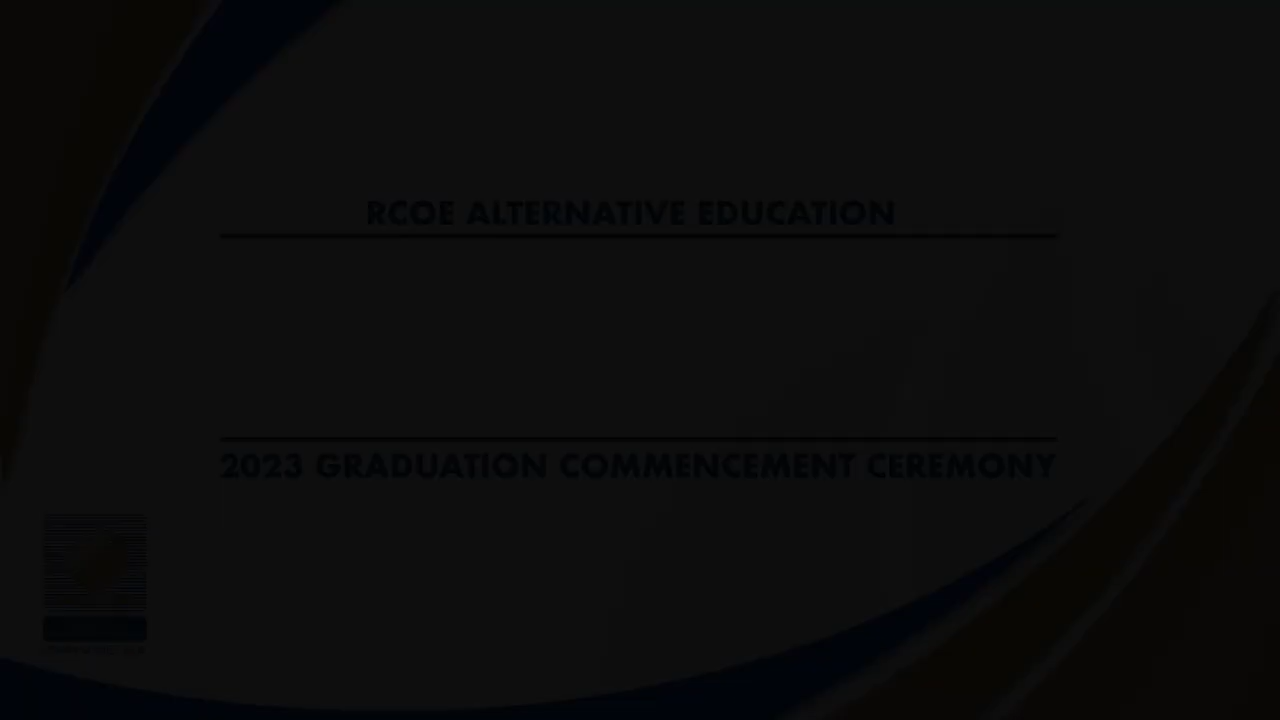 RCOE ALTERNATIVE EDUCATION
2023 GRADUATION COMMENCEMENT CEREMONY